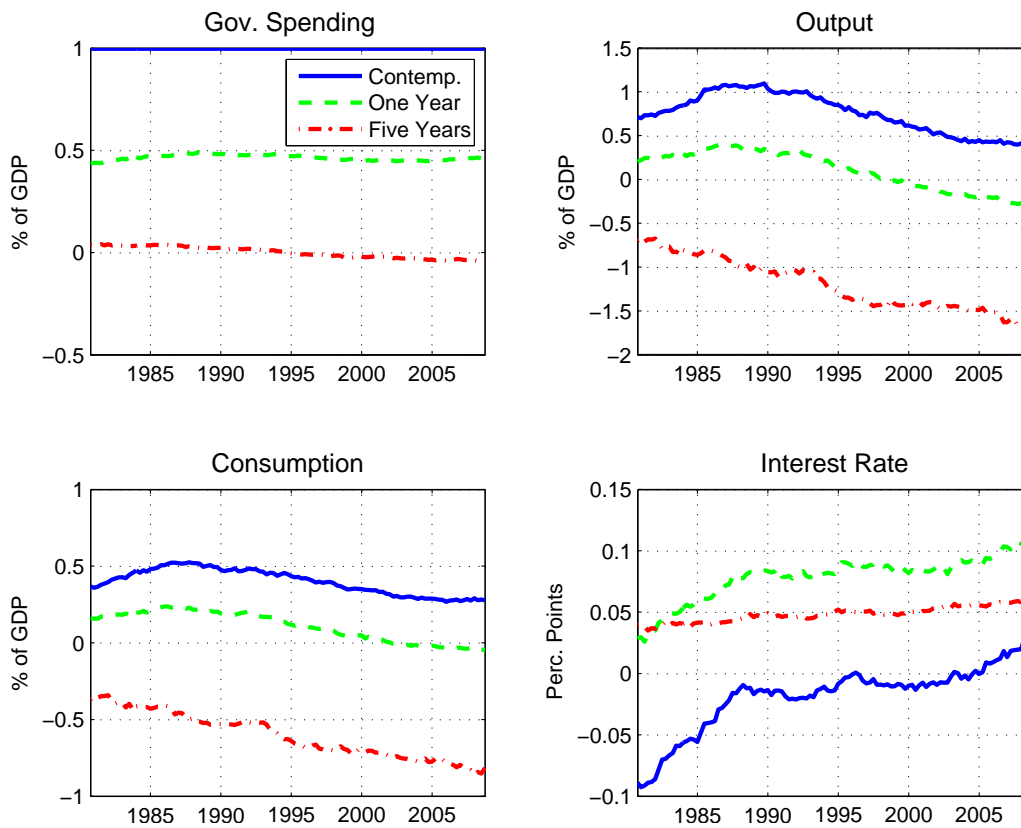 Gov. Spending
% of GDP
1
0.5
0
−0.5
1985 1990 1995 2000 2005
Contemp.
One Year
Five Years
Output
% of GDP
1.5
1
0.5
0
−0.5
−1
−1.5
−2
1985 1990 1995 2000 2005
Consumption
% of GDP
1
0.5
0
−0.5
−1
1985 1990 1995 2000 2005
Interest Rate
Perc. Points
0.15
0.1
0.05
0
−0.05
−0.1
1985 1990 1995 2000 2005